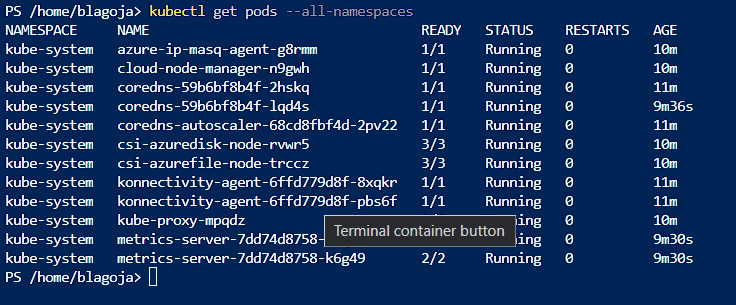 PS /home/blagoja> kubectl get pods --all-namespaces
NAMESPACE NAME READY STATUS RESTARTS AGE
kube-system azure-ip-masq-agent-g8rmm 1/1 Running 0 10m
kube-system cloud-node-manager-n9gwh 1/1 Running 0 10m
kube-system coredns-59b6bf8b4f-2hskq 1/1 Running 0 11m
kube-system coredns-59b6bf8b4f-lqd4s 1/1 Running 0 9m36s
kube-system coredns-autoscaler-68cd8fbf4d-2pv22 1/1 Running 0 11m
kube-system csi-azuredisk-node-rvwr5 3/3 Running 0 10m
kube-system csi-azurefile-node-trccz 3/3 Running 0 10m
kube-system konnectivity-agent-6ffd779d8f-8xqkr 1/1 Running 0 11m
kube-system konnectivity-agent-6ffd779d8f-pbs6f 1/1 Running 0 11m
kube-system kube-proxy-mpqdz Running 0 10m
Terminal container button
kube-system metrics-server-7dd74d8758- Running 0 9m30s
kube-system metrics-server-7dd74d8758-k6g49 2/2 Running 0 9m30s
PS /home/blagoja>